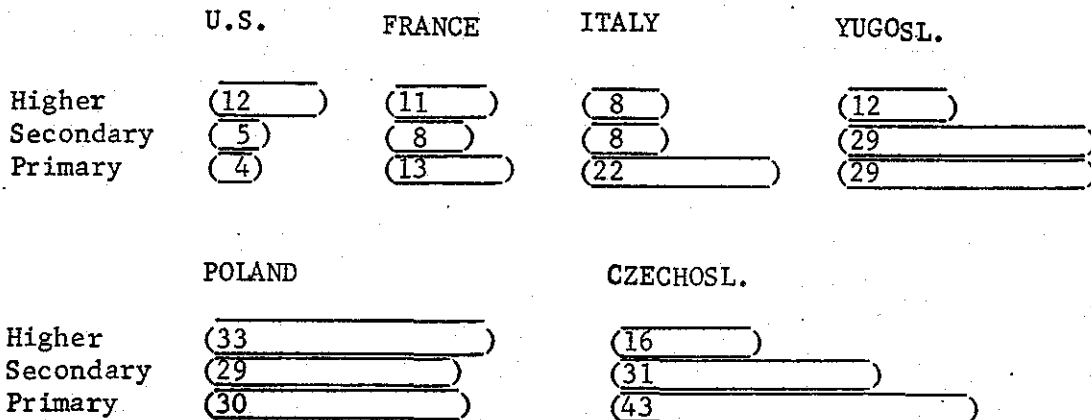 U.S. FRANCE ITALY YUGOSL.
Higher (12 ) (11 ) ( 8 ) (12 )
Secondary ( 5) ( 8 ) ( 8 ) (29
Primary ( 4) (13 ) (22 ) (29
POLAND CZECHOSL.
Higher (33 ) (16 )
Secondary (29 ) (31 )
Primary (30 ) (43 )